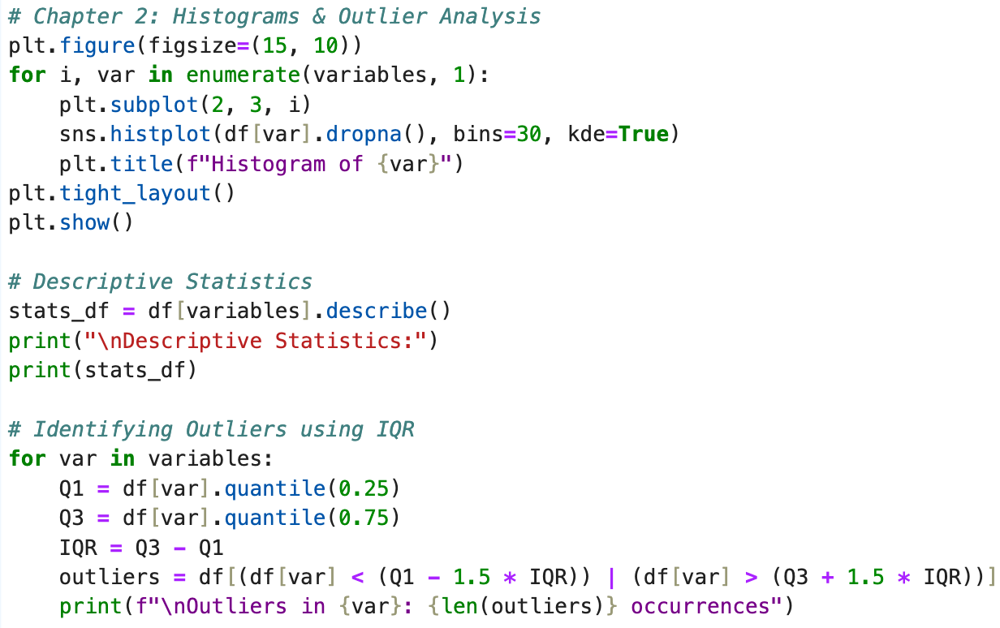 # Chapter 2: Histograms & Outlier Analysis
plt.figure(figsize=(15, 10))
for i, var in enumerate(variables, 1):
    plt.subplot(2, 3, i)
    sns.histplot(df[var].dropna(), bins=30, kde=True)
    plt.title(f"Histogram of {var}")
plt.tight_layout()
plt.show()

# Descriptive Statistics
stats_df = df[variables].describe()
print("\nDescriptive Statistics:")
print(stats_df)

# Identifying Outliers using IQR
for var in variables:
    Q1 = df[var].quantile(0.25)
    Q3 = df[var].quantile(0.75)
    IQR = Q3 - Q1
    outliers = df[(df[var] < (Q1 - 1.5 * IQR)) | (df[var] > (Q3 + 1.5 * IQR))]
    print(f"\nOutliers in {var}: {len(outliers)} occurrences")